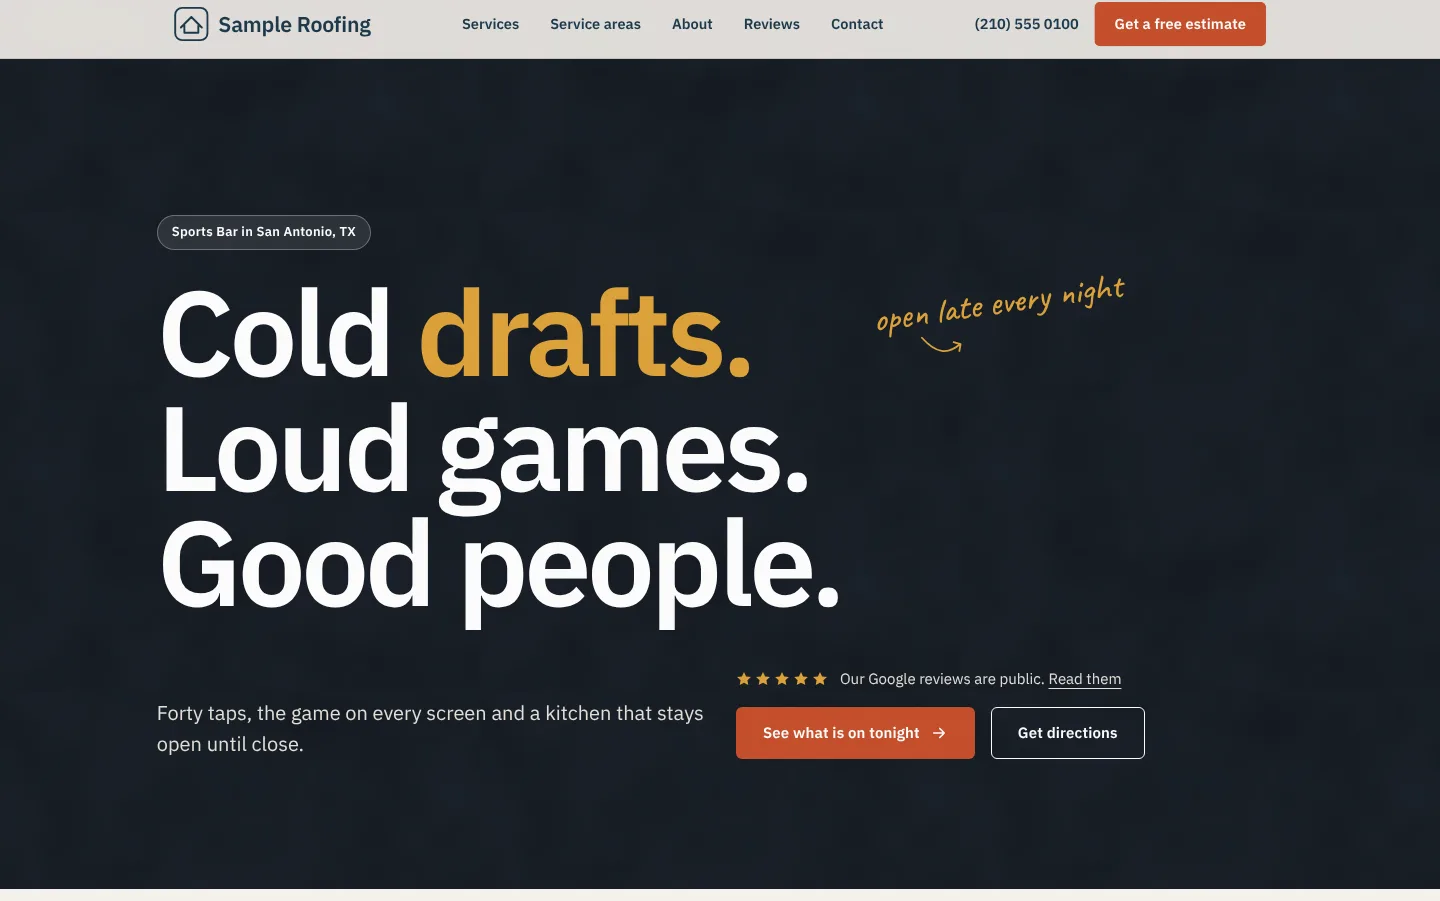 Sample Roofing
Services
Service areas
About
Reviews
Contact
(210) 555 0100
Get a free estimate
Sports Bar in San Antonio, TX
Cold drafts.
Loud games.
Good people.
open late every night
Our Google reviews are public. Read them
Forty taps, the game on every screen and a kitchen that stays
open until close.
See what is on tonight →
Get directions